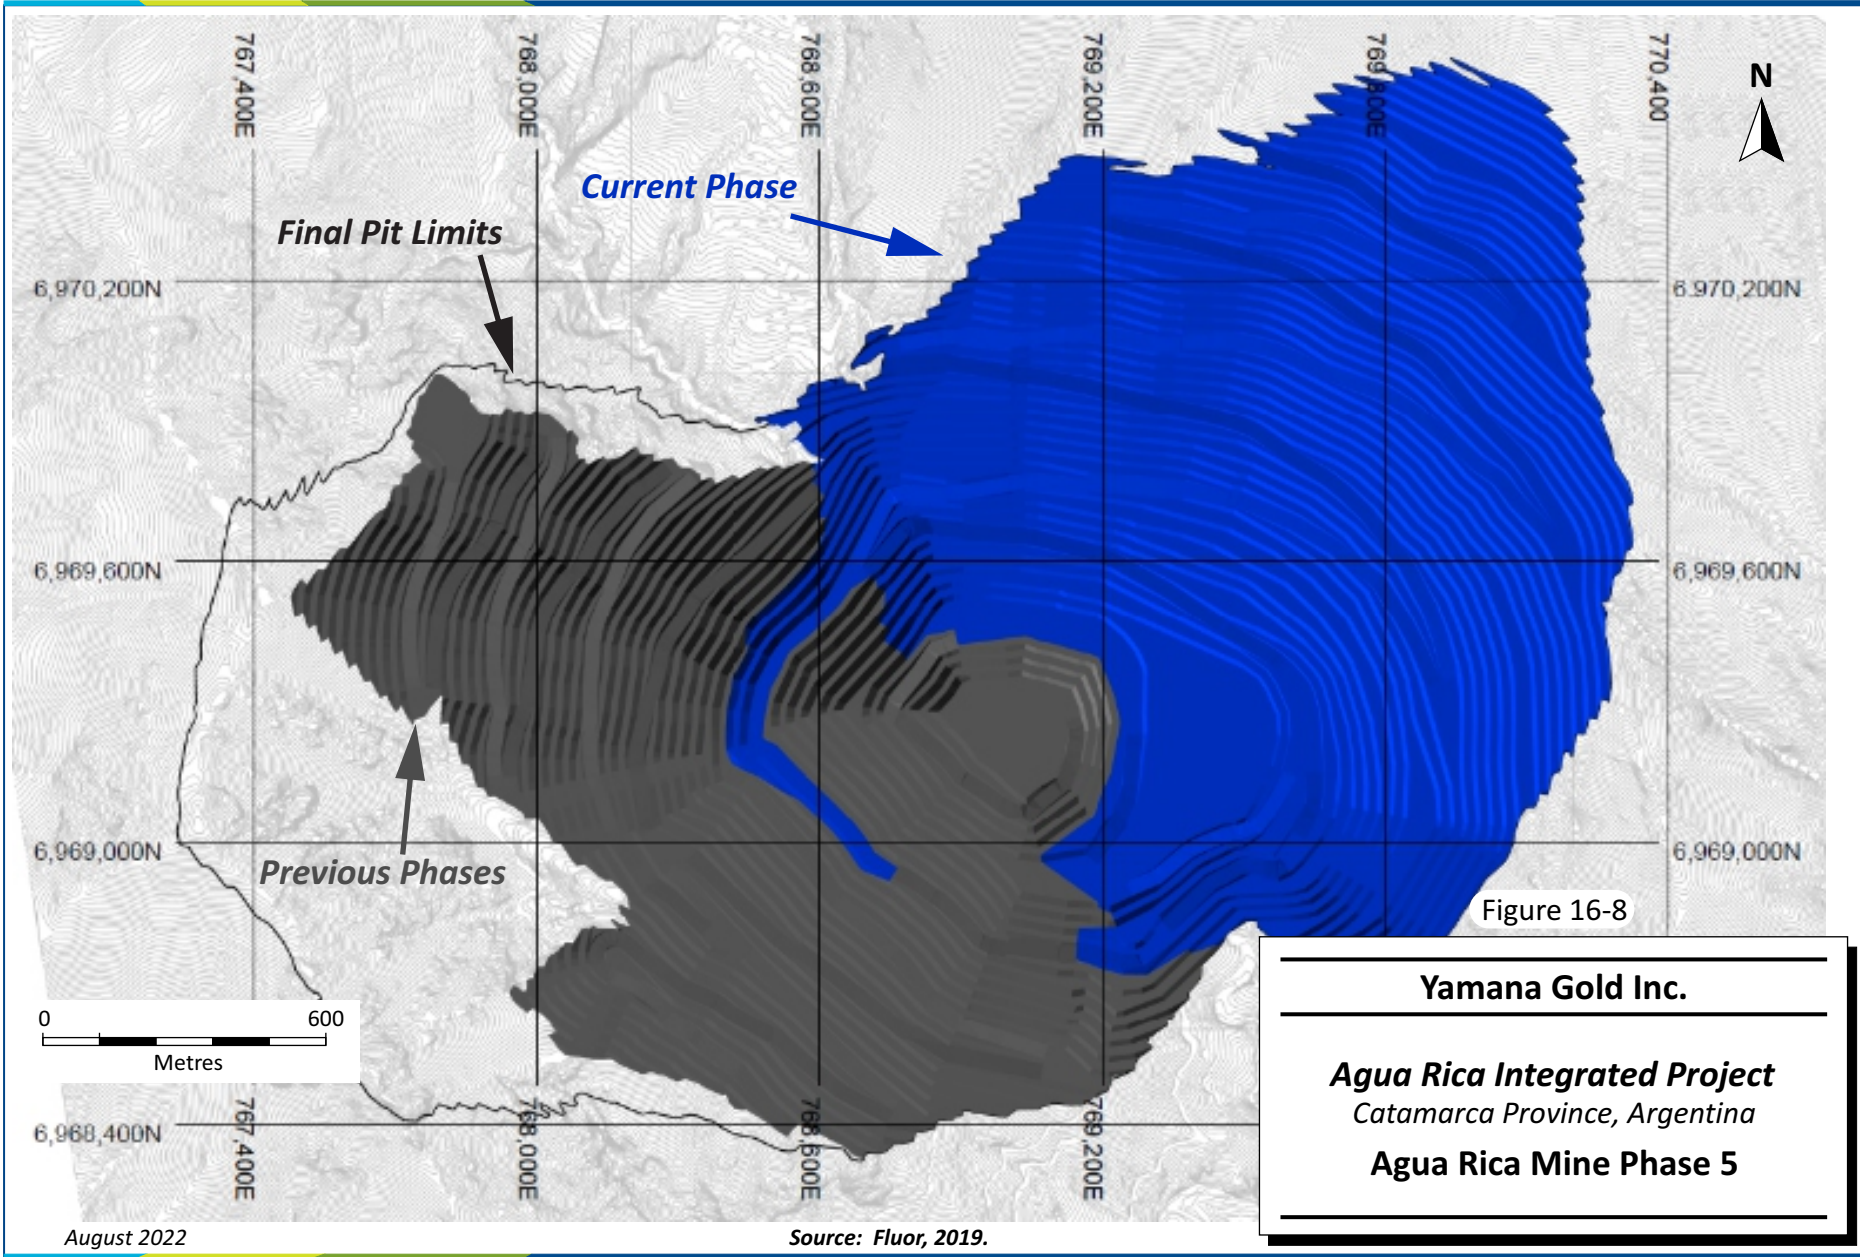 767,400E
768,000E
768,600E
769,200E
769,800E
770,400
N
Current Phase
Final Pit Limits
6,970,200N
6,970,200N
6,969,600N
6,969,600N
6,969,000N
6,969,000N
Previous Phases
Figure 16-8
Yamana Gold Inc.
0 600
Metres
Agua Rica Integrated Project
Catamarca Province, Argentina
Agua Rica Mine Phase 5
6,968,400N
767,400E
768,000E
768,600E
769,200E
August 2022
Source: Fluor, 2019.